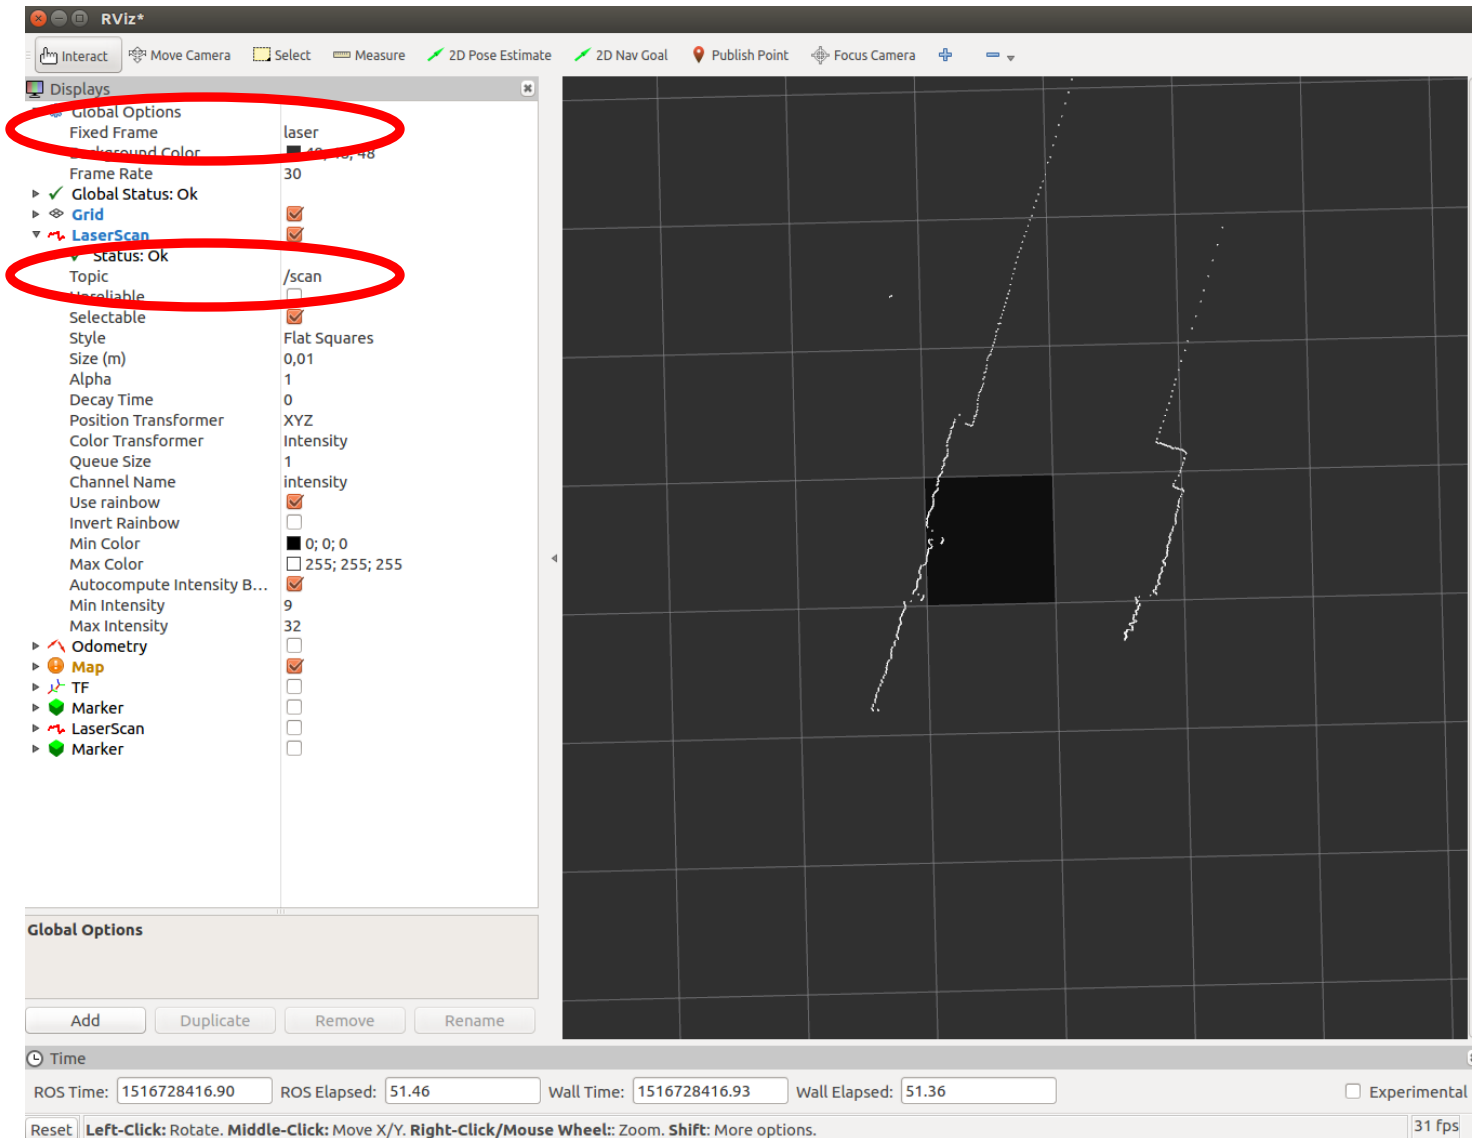 RViz*
Interact Move Camera Select Measure 2D Pose Estimate 2D Nav Goal Publish Point Focus Camera
Displays
Global Options
Fixed Frame laser
Background Color 48; 48; 48
Frame Rate 30
Global Status: Ok
Grid
LaserScan
Status: Ok
Topic /scan
Unreliable
Selectable
Style Flat Squares
Size (m) 0,01
Alpha 1
Decay Time 0
Position Transformer XYZ
Color Transformer Intensity
Queue Size 1
Channel Name intensity
Use rainbow
Invert Rainbow
Min Color 0; 0; 0
Max Color 255; 255; 255
Autocompute Intensity B...
Min Intensity 9
Max Intensity 32
Odometry
Map
TF
Marker
LaserScan
Marker
Global Options
Add Duplicate Remove Rename
Time
ROS Time: 1516728416.90 ROS Elapsed: 51.46 Wall Time: 1516728416.93 Wall Elapsed: 51.36 Experimental
Reset Left-Click: Rotate. Middle-Click: Move X/Y. Right-Click/Mouse Wheel:: Zoom. Shift: More options. 31 fps